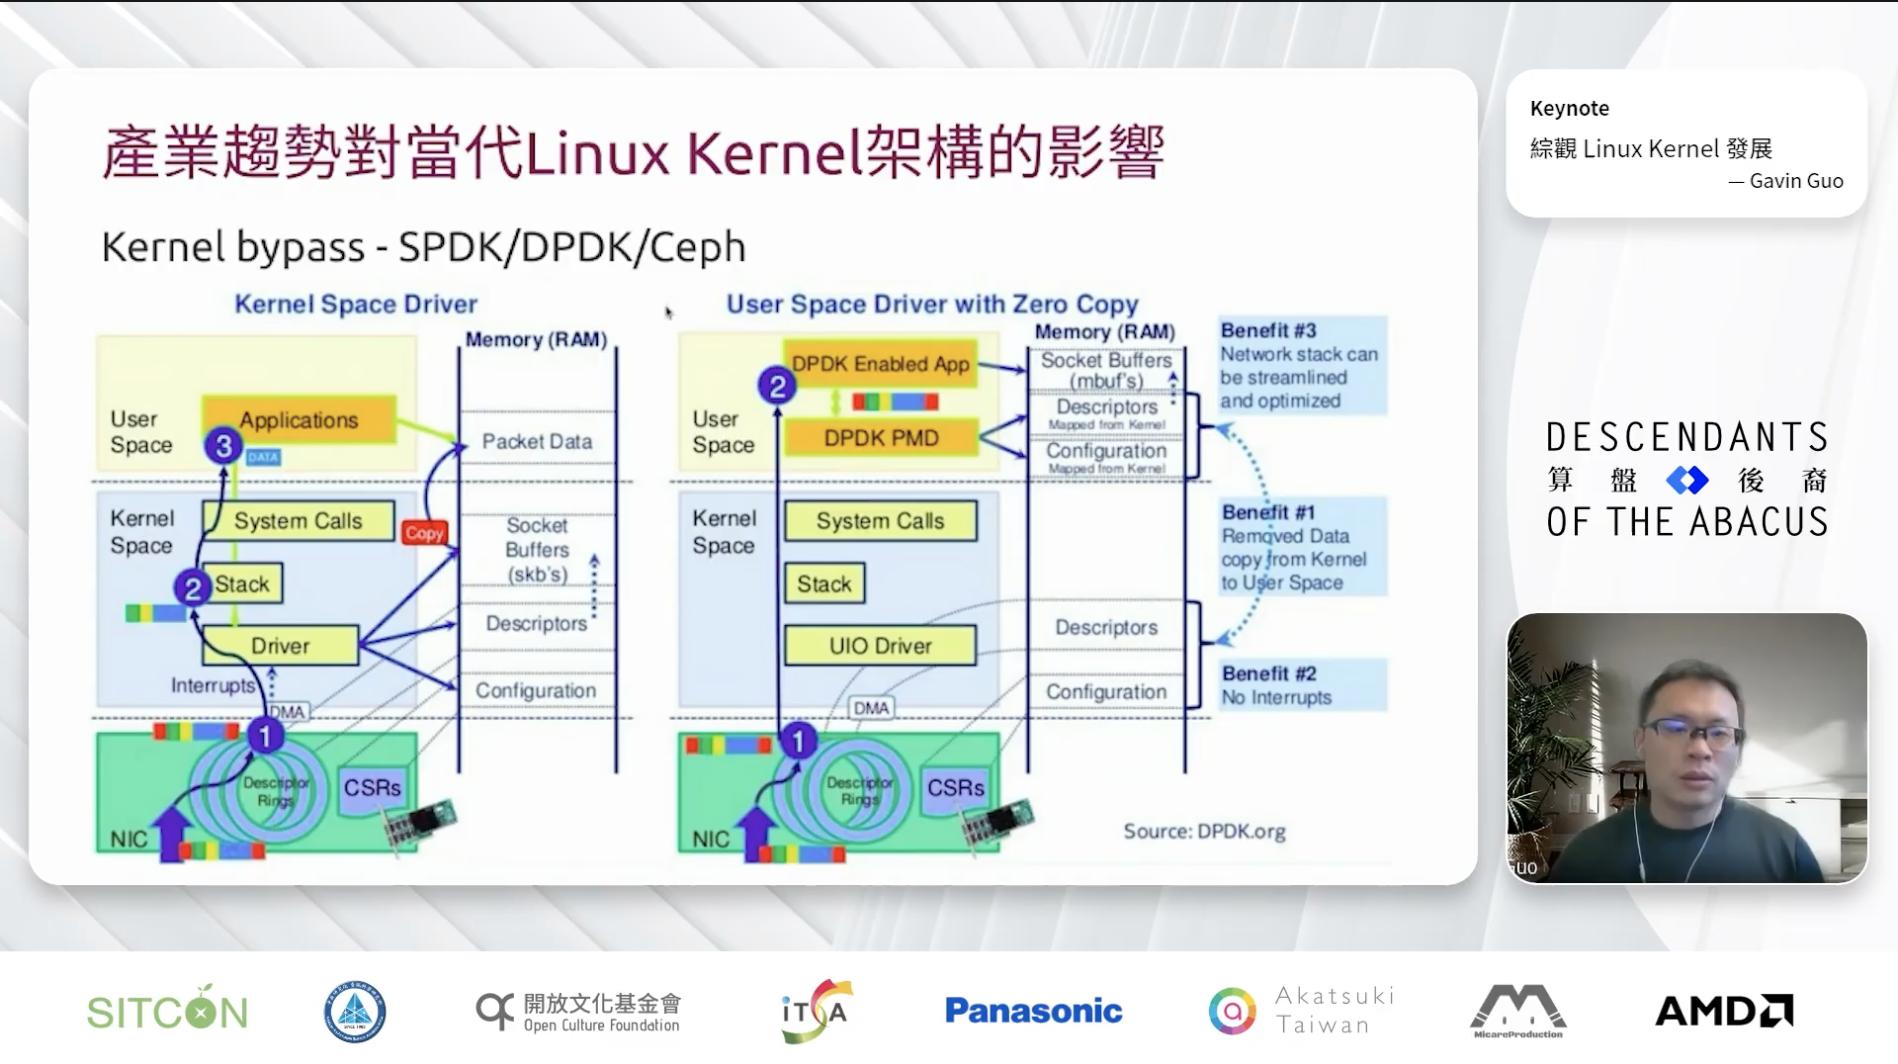 產業趨勢對當代Linux Kernel架構的影響
Kernel bypass - SPDK/DPDK/Ceph
Kernel Space Driver
Memory (RAM)
User
Space
Applications
3
DATA
Packet Data
Kernel
Space
System Calls
Copy
Socket
Buffers
(skb's)
2
Stack
Driver
Descriptors
Interrupts
Configuration
DMA
1
Descriptor
Rings
CSRs
NIC
User Space Driver with Zero Copy
Memory (RAM)
User
Space
2
DPDK Enabled App
DPDK PMD
Socket Buffers
(mbuf's)
Descriptors
Mapped from Kernel
Configuration
Mapped from Kernel
Kernel
Space
System Calls
Stack
UIO Driver
Descriptors
Configuration
DMA
1
Descriptor
Rings
CSRs
NIC
Benefit #3
Network stack can
be streamlined
and optimized
Benefit #1
Removed Data
copy from Kernel
to User Space
Benefit #2
No Interrupts
Source: DPDK.org
Keynote
綜觀 Linux Kernel 發展
— Gavin Guo
DESCENDANTS
算盤後裔
OF THE ABACUS
SITCON
開放文化基金會
Open Culture Foundation
iTSA
Panasonic
Akatsuki
Taiwan
MicareProduction
AMD